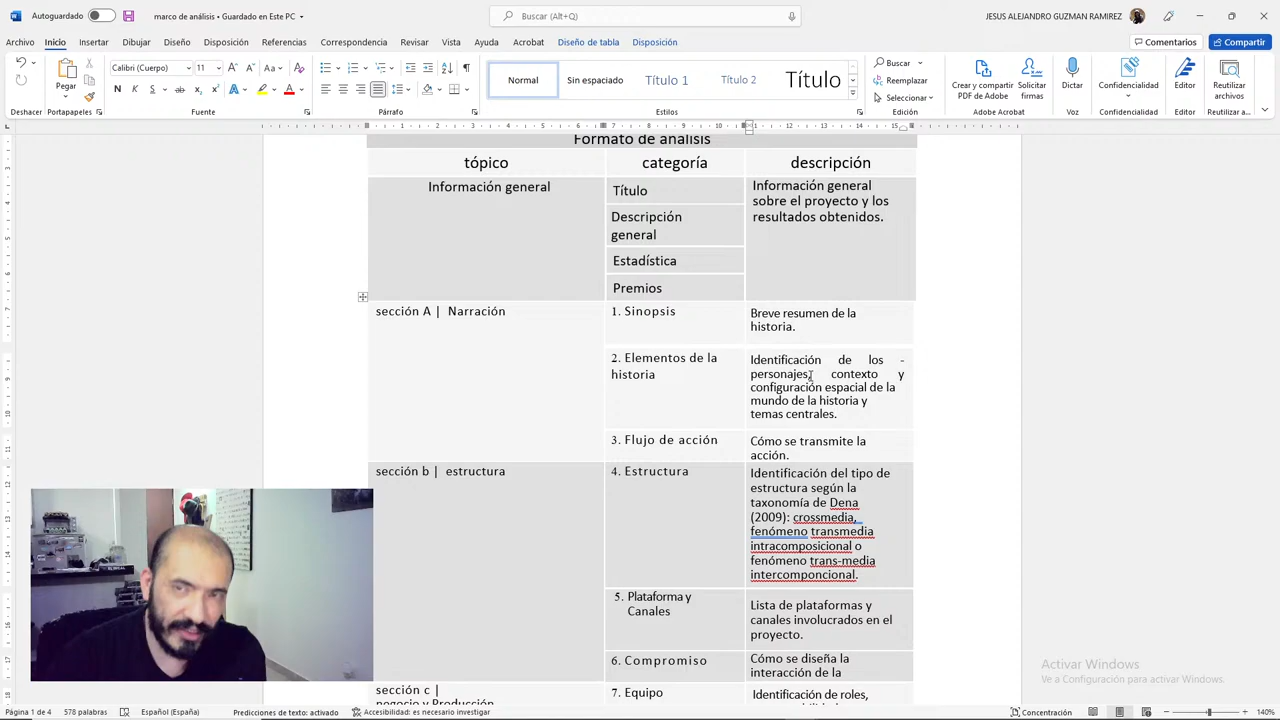 Autoguardado
marco de análisis • Guardado en Este PC
Buscar (Alt+Q)
JESUS ALEJANDRO GUZMAN RAMIREZ
Archivo Inicio Insertar Dibujar Diseño Disposición Referencias Correspondencia Revisar Vista Ayuda Acrobat Diseño de tabla Disposición
Comentarios Compartir
Pegar
Calibri (Cuerpo) 11
Normal
Sin espaciado
Título 1
Título 2
Título
Buscar
Reemplazar
Seleccionar
Crear y compartir
PDF de Adobe
Solicitar
firmas
Dictar
Confidencialidad
Editor
Reutilizar
archivos
Deshacer Portapapeles Fuente Párrafo Estilos Edición Adobe Acrobat Voz Confidencialidad Editor Reutilizar a...
Formato de análisis
tópico categoría descripción
Información general
Título
Descripción
general
Estadística
Premios
Información general
sobre el proyecto y los
resultados obtenidos.
sección A | Narración
1. Sinopsis
Breve resumen de la
historia.
2. Elementos de la
historia
Identificación de los -
personajes, contexto y
configuración espacial de la
mundo de la historia y
temas centrales.
3. Flujo de acción
Cómo se transmite la
acción.
sección b | estructura
4. Estructura
Identificación del tipo de
estructura según la
taxonomía de Dena
(2009): crossmedia,
fenómeno transmedia
intracomposicional o
fenómeno trans-media
intercomponcional.
5. Plataforma y
Canales
Lista de plataformas y
canales involucrados en el
proyecto.
6. Compromiso
Cómo se diseña la
interacción de la
sección c |
negocio y Producción
7. Equipo
Identificación de roles,
Activar Windows
Ve a Configuración para activar Windows.
Página 1 de 4 578 palabras Español (España) Predicciones de texto: activado Accesibilidad: es necesario investigar Concentración 140%